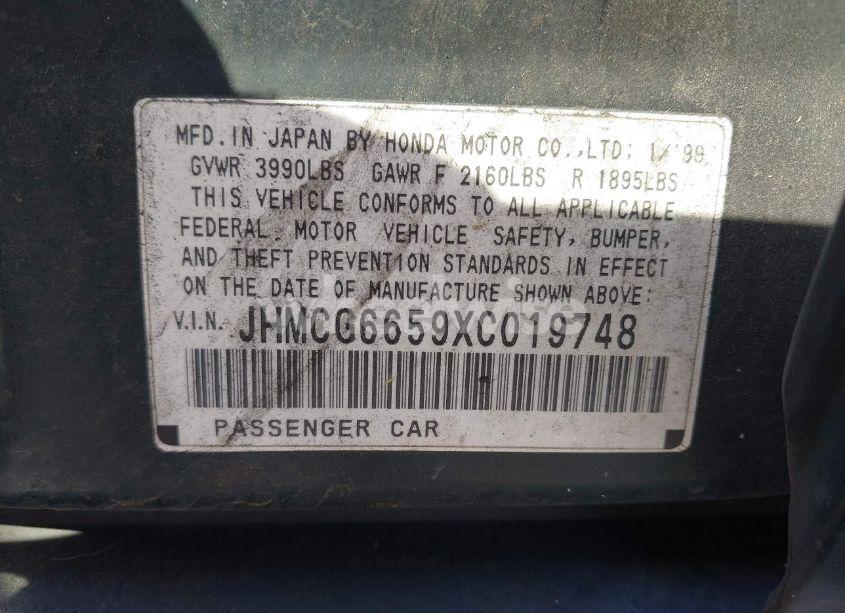 MFD. IN JAPAN BY HONDA MOTOR CO.,LTD; 1/'99
GVWR 3990LBS GAWR F 2160LBS R 1895LBS
THIS VEHICLE CONFORMS TO ALL APPLICABLE
FEDERAL MOTOR VEHICLE SAFETY, BUMPER,
AND THEFT PREVENTION STANDARDS IN EFFECT
ON THE DATE OF MANUFACTURE SHOWN ABOVE:
V.I.N. JHMCG6659XC019748
PASSENGER CAR